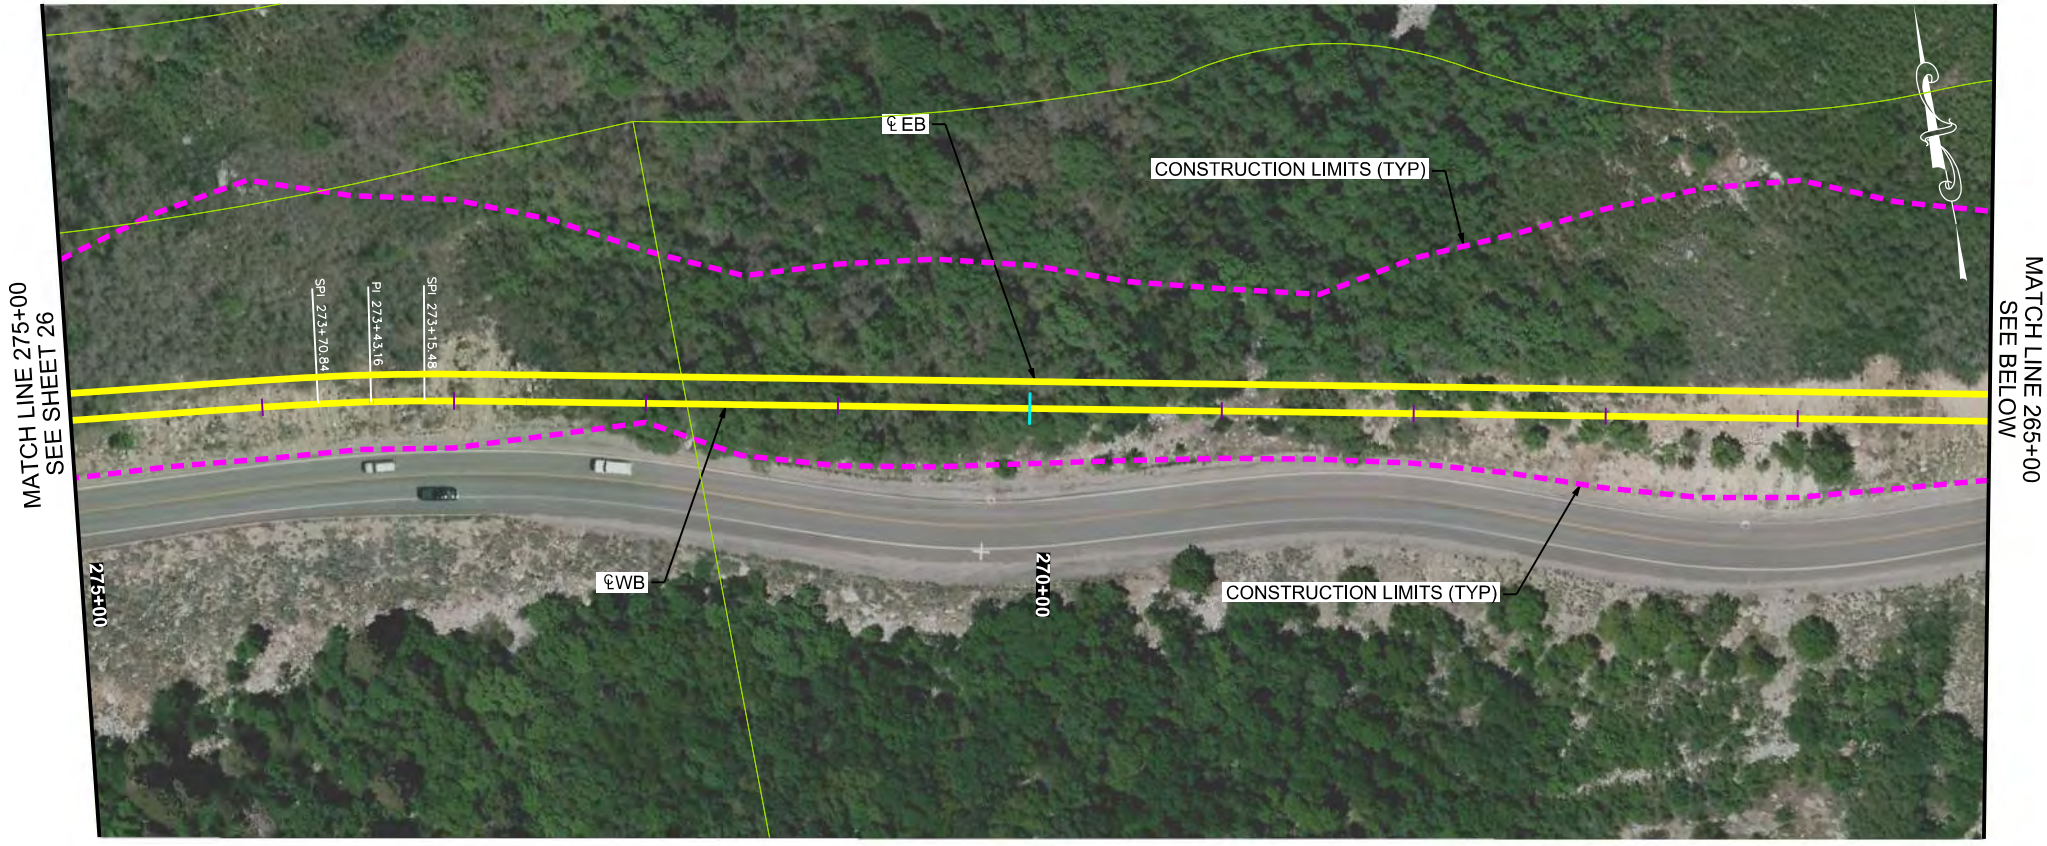 ℄ EB
CONSTRUCTION LIMITS (TYP)
MATCH LINE 275+00
SEE SHEET 26
SPI 273+70.84
PI 273+43.16
SPI 273+15.48
MATCH LINE 265+00
SEE BELOW
275+00
℄ WB
270+00
CONSTRUCTION LIMITS (TYP)